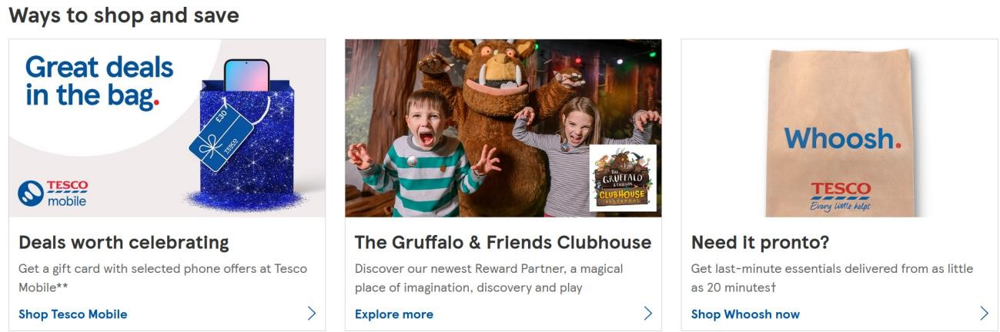 Ways to shop and save
Great deals
in the bag.
£30
TESCO
TESCO
mobile
Deals worth celebrating
Get a gift card with selected phone offers at Tesco
Mobile**
Shop Tesco Mobile
THE
GRUFFALO
& FRIENDS
CLUBHOUSE
BLACKPOOL
The Gruffalo & Friends Clubhouse
Discover our newest Reward Partner, a magical
place of imagination, discovery and play
Explore more
Whoosh.
TESCO
Every little helps
Need it pronto?
Get last-minute essentials delivered from as little
as 20 minutes†
Shop Whoosh now